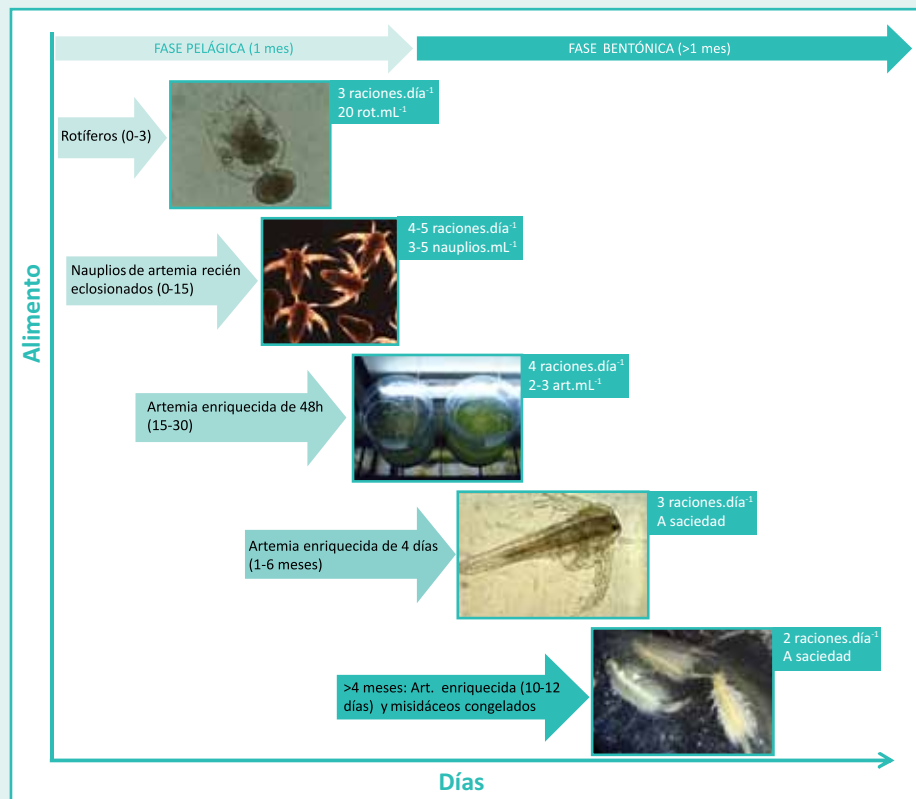 FASE PELÁGICA (1 mes)
FASE BENTÓNICA (>1 mes)
Alimento
Rotíferos (0-3)
3 raciones.día⁻¹
20 rot.mL⁻¹
Nauplios de artemia recién
eclosionados (0-15)
4-5 raciones.día⁻¹
3-5 nauplios.mL⁻¹
Artemia enriquecida de 48h
(15-30)
4 raciones.día⁻¹
2-3 art.mL⁻¹
Artemia enriquecida de 4 días
(1-6 meses)
3 raciones.día⁻¹
A saciedad
>4 meses: Art. enriquecida (10-12
días) y misidáceos congelados
2 raciones.día⁻¹
A saciedad
Días